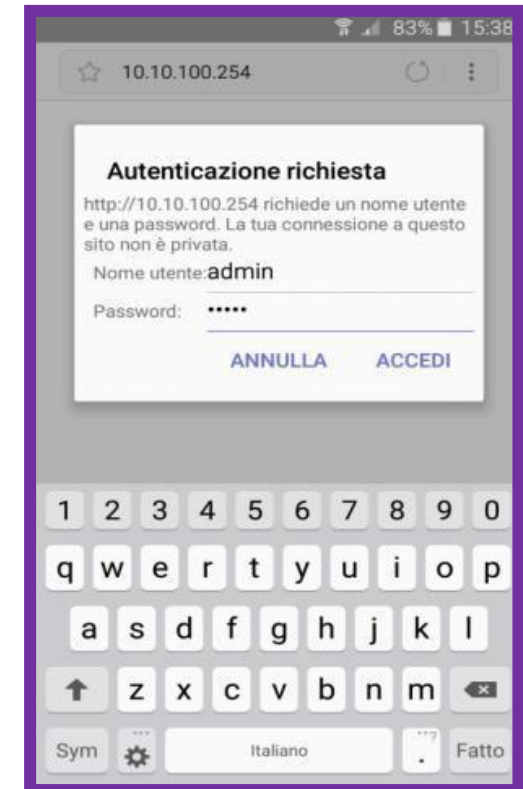 83% 15:38
10.10.100.254
Autenticazione richiesta
http://10.10.100.254 richiede un nome utente
e una password. La tua connessione a questo
sito non è privata.
Nome utente:admin
Password: •••••
ANNULLA ACCEDI
1 2 3 4 5 6 7 8 9 0
q w e r t y u i o p
a s d f g h j k l
z x c v b n m
Sym Italiano . Fatto